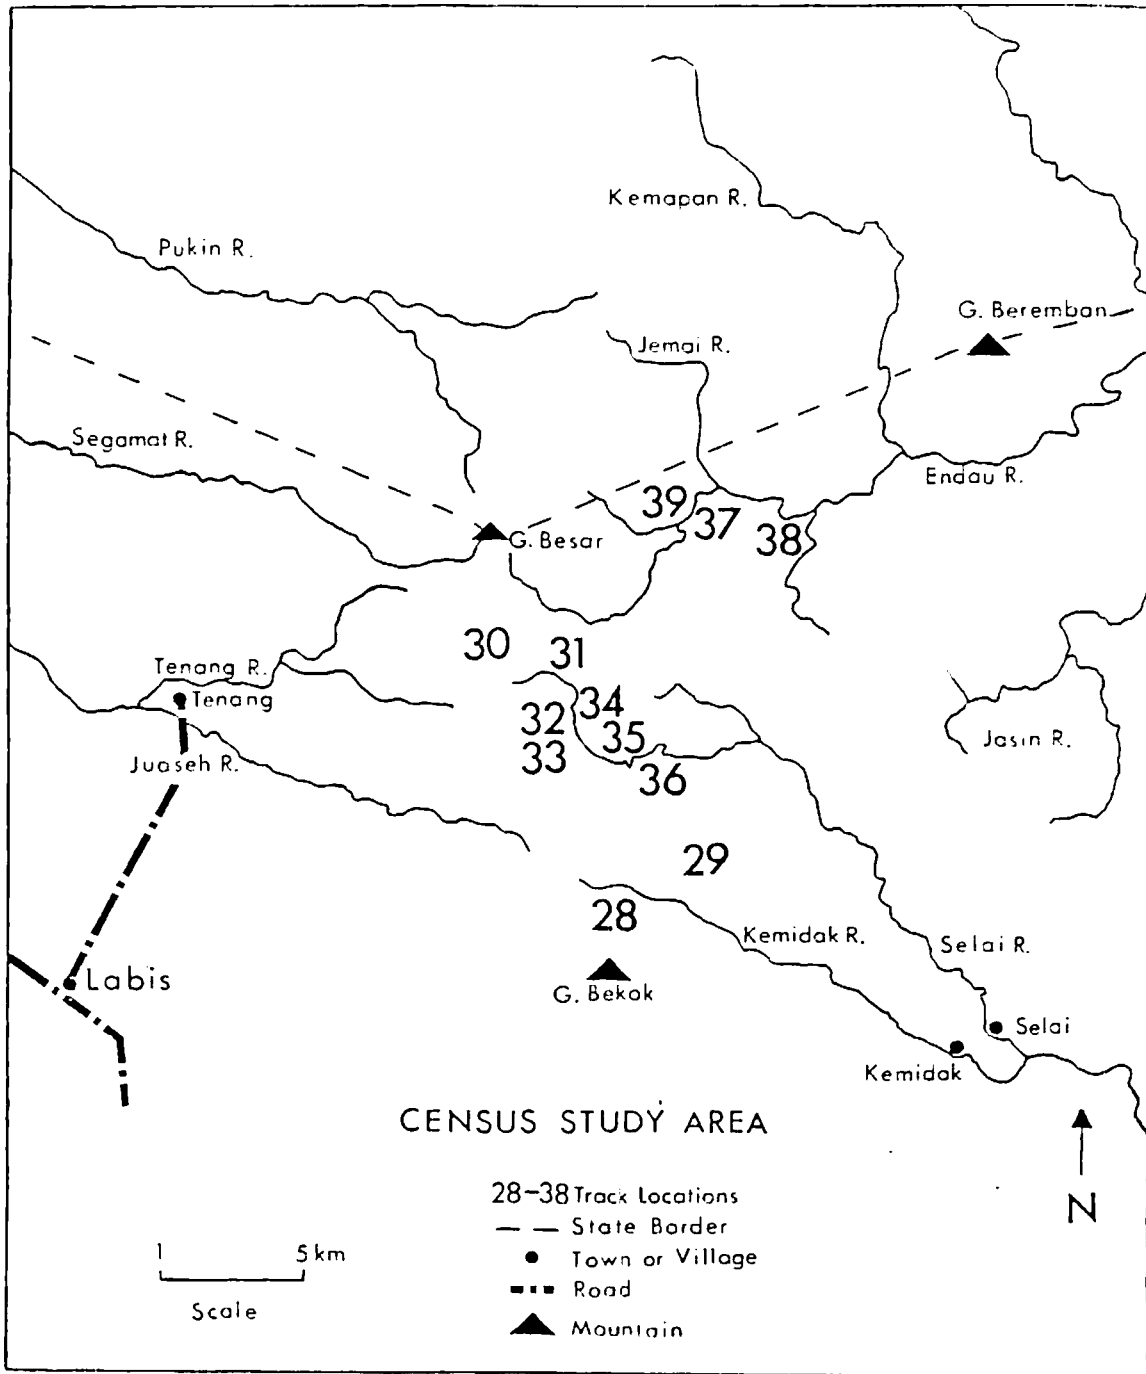 Kemapan R.
Pukin R.
G. Beremban
Jemai R.
Segamat R.
Endau R.
39
37
38
G. Besar
30
31
Tenang R.
Tenang
34
32
35
33
36
Jasin R.
Juaseh R.
29
28
Kemidak R.
Selai R.
Labis
G. Bekok
Selai
Kemidak
CENSUS STUDY AREA
N
28-38 Track Locations
State Border
1 5 km
Town or Village
Road
Scale
Mountain